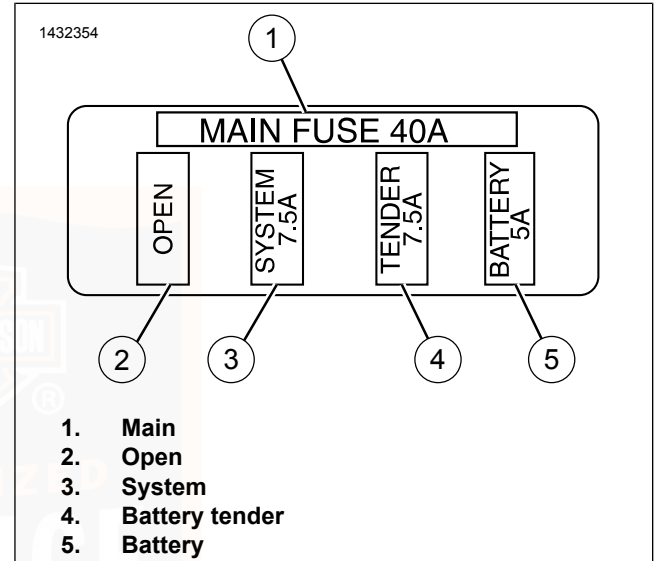 1432354
1
MAIN FUSE 40A
OPEN
SYSTEM
7.5A
TENDER
7.5A
BATTERY
5A
2
3
4
5
1. Main
2. Open
3. System
4. Battery tender
5. Battery